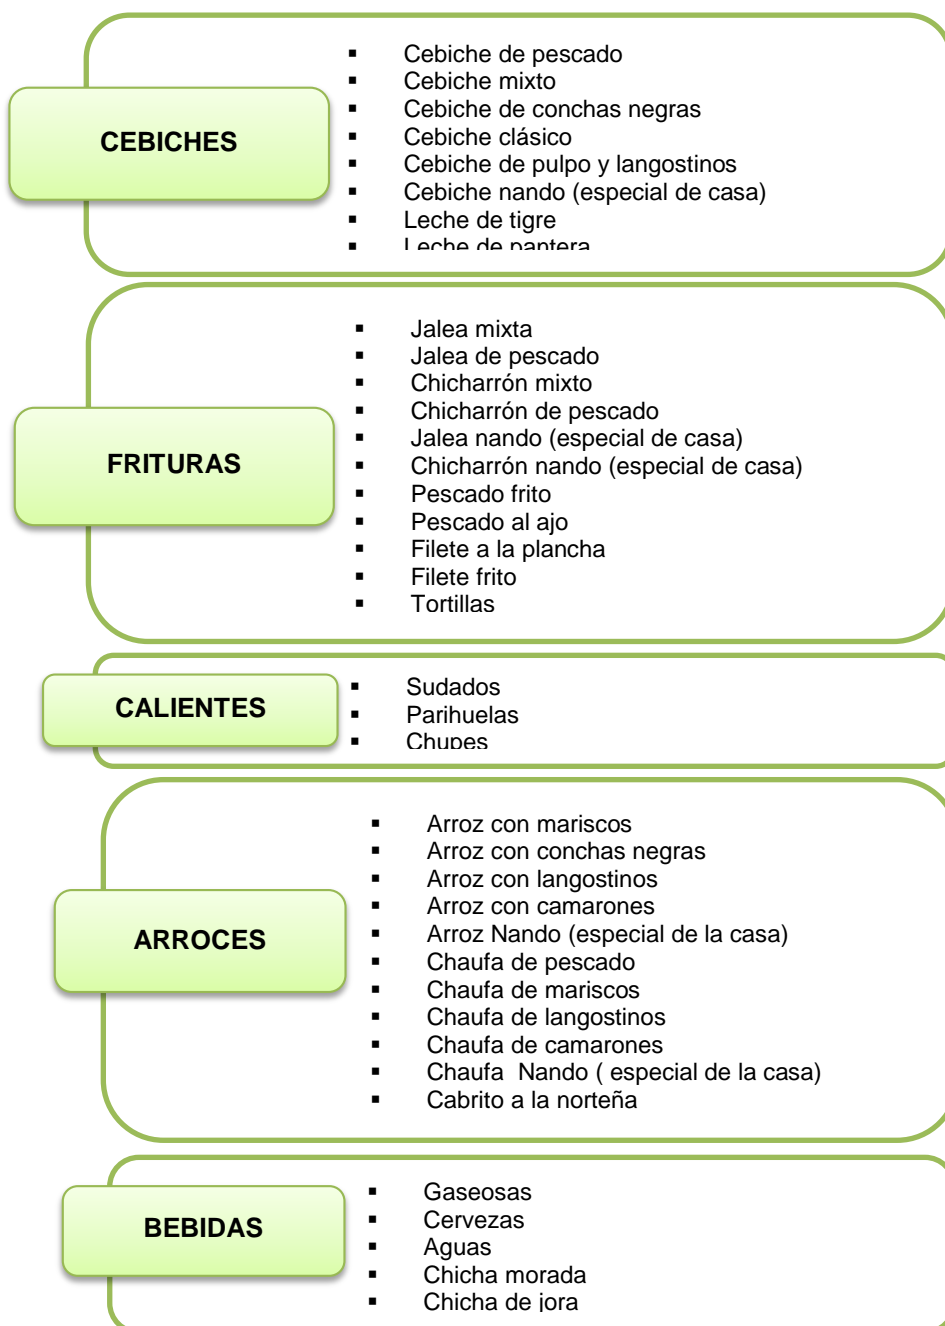 CEBICHES
▪ Cebiche de pescado
▪ Cebiche mixto
▪ Cebiche de conchas negras
▪ Cebiche clásico
▪ Cebiche de pulpo y langostinos
▪ Cebiche nando (especial de casa)
▪ Leche de tigre
▪ Leche de pantera
FRITURAS
▪ Jalea mixta
▪ Jalea de pescado
▪ Chicharrón mixto
▪ Chicharrón de pescado
▪ Jalea nando (especial de casa)
▪ Chicharrón nando (especial de casa)
▪ Pescado frito
▪ Pescado al ajo
▪ Filete a la plancha
▪ Filete frito
▪ Tortillas
CALIENTES
▪ Sudados
▪ Parihuelas
▪ Chupes
ARROCES
▪ Arroz con mariscos
▪ Arroz con conchas negras
▪ Arroz con langostinos
▪ Arroz con camarones
▪ Arroz Nando (especial de la casa)
▪ Chaufa de pescado
▪ Chaufa de mariscos
▪ Chaufa de langostinos
▪ Chaufa de camarones
▪ Chaufa  Nando ( especial de la casa)
▪ Cabrito a la norteña
BEBIDAS
▪ Gaseosas
▪ Cervezas
▪ Aguas
▪ Chicha morada
▪ Chicha de jora